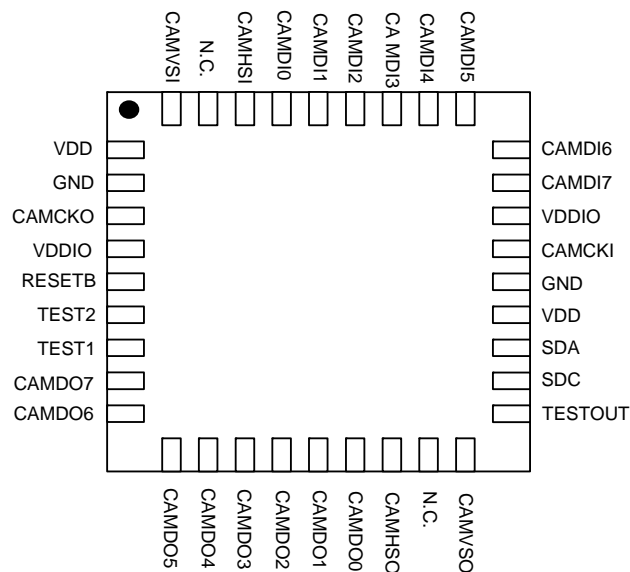 CAMVSI
N.C.
CAMHSI
CAMDI0
CAMDI1
CAMDI2
CA MDI3
CAMDI4
CAMDI5
VDD
GND
CAMCKO
VDDIO
RESETB
TEST2
TEST1
CAMDO7
CAMDO6
CAMDI6
CAMDI7
VDDIO
CAMCKI
GND
VDD
SDA
SDC
TESTOUT
CAMDO5
CAMDO4
CAMDO3
CAMDO2
CAMDO1
CAMDO0
CAMHSO
N.C.
CAMVSO